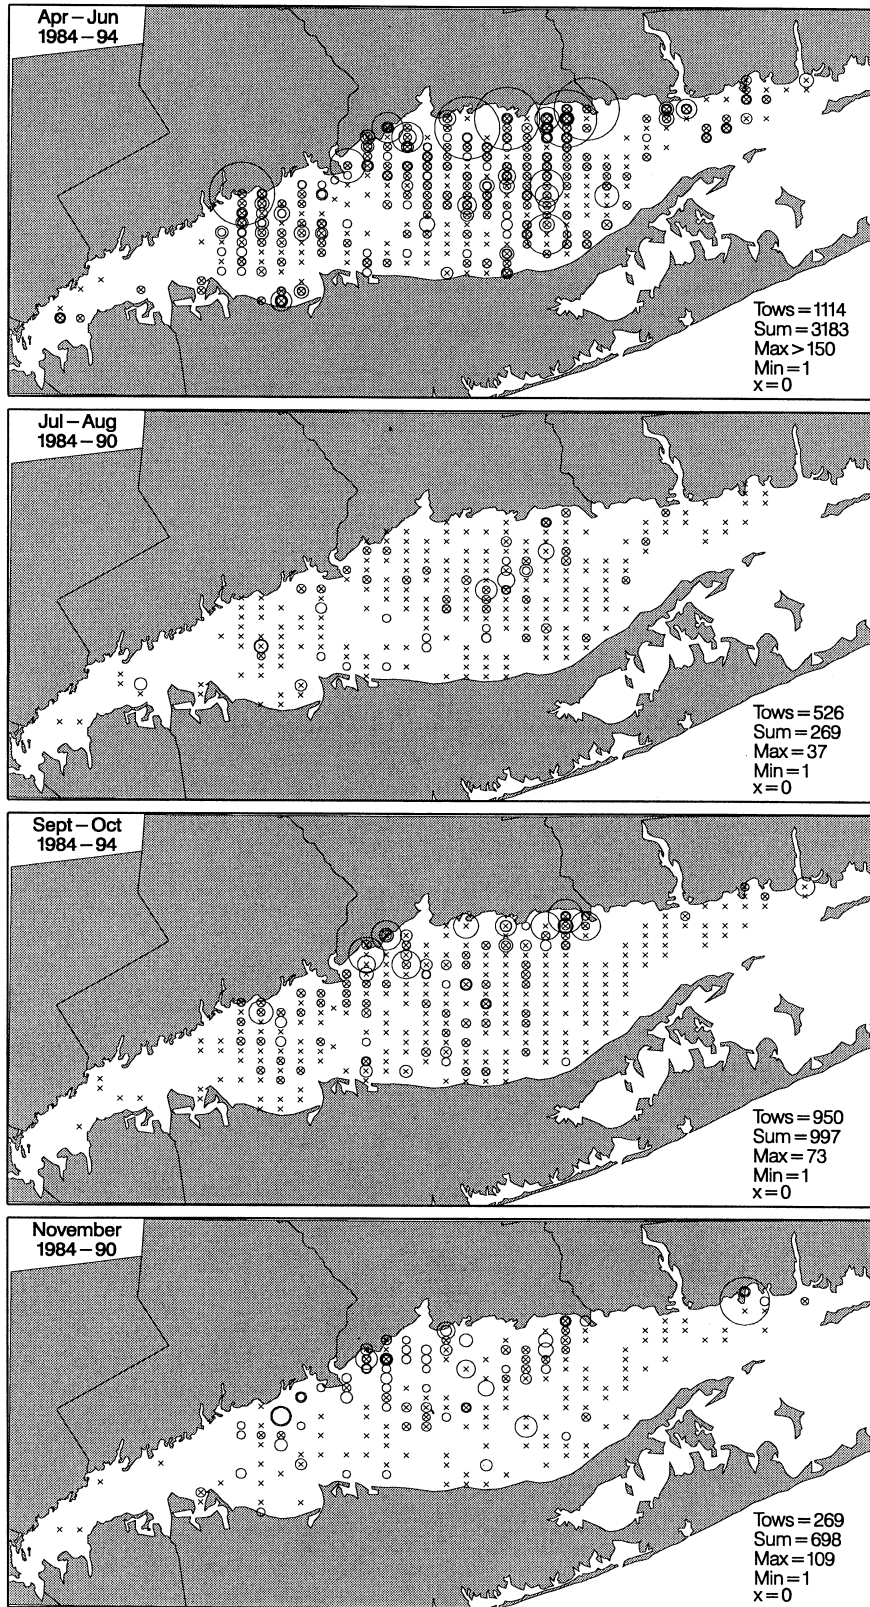 Apr–Jun
1984–94
Tows=1114
Sum=3183
Max>150
Min=1
x=0
Jul–Aug
1984–90
Tows=526
Sum=269
Max=37
Min=1
x=0
Sept–Oct
1984–94
Tows=950
Sum=997
Max=73
Min=1
x=0
November
1984–90
Tows=269
Sum=698
Max=109
Min=1
x=0